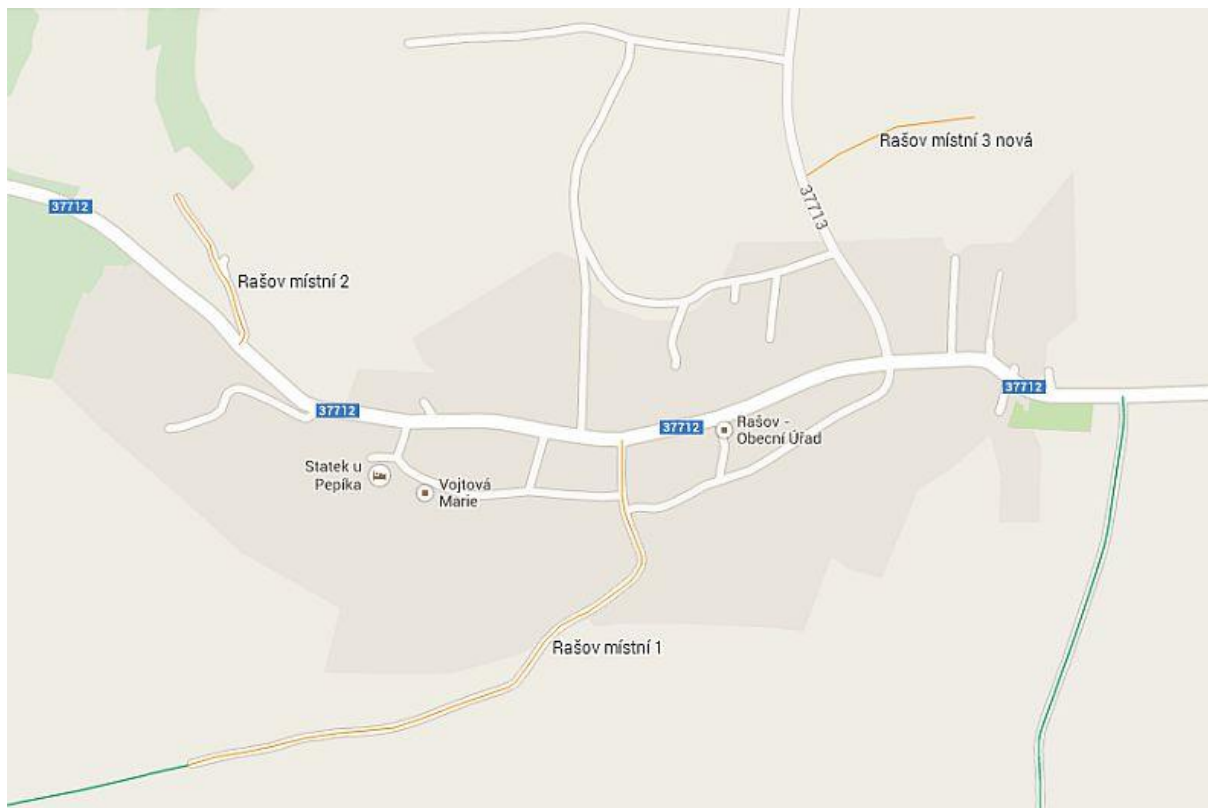 Rašov místní 3 nová
37713
37712
Rašov místní 2
37712
37712
37712
Rašov -
Obecní Úřad
Statek u
Pepíka
Vojtová
Marie
Rašov místní 1